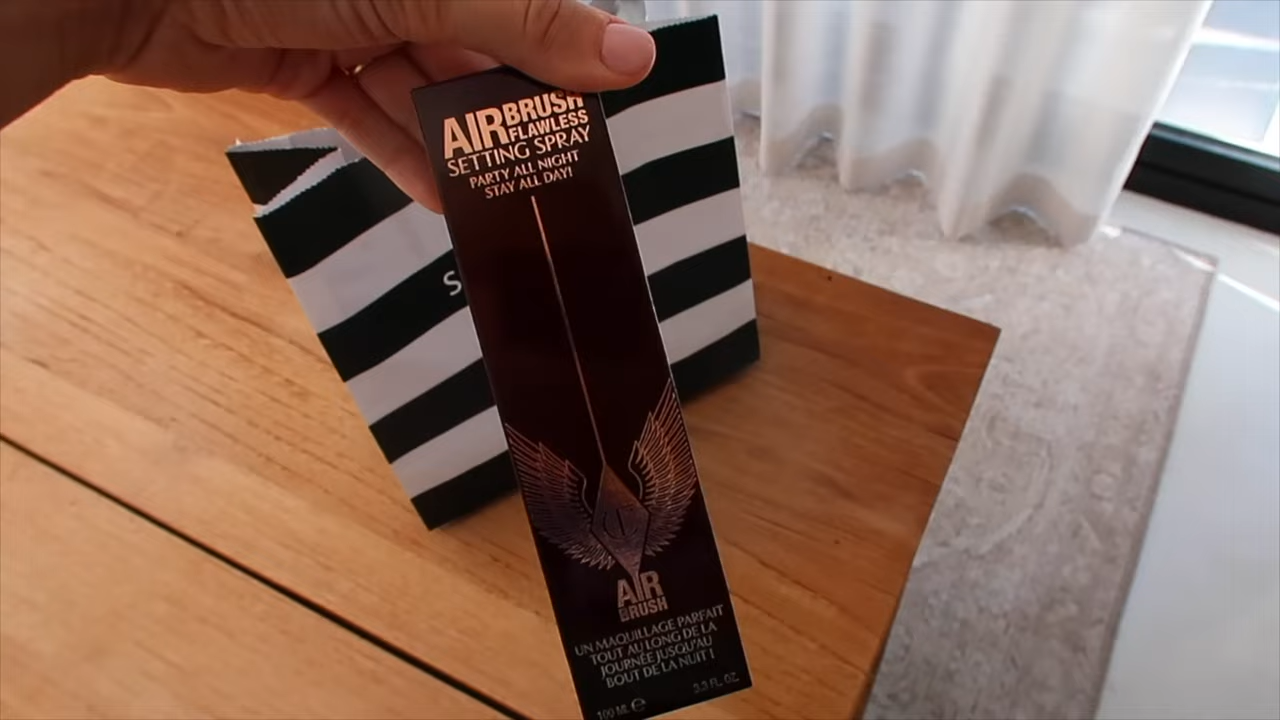 AIRBRUSH
FLAWLESS
SETTING SPRAY
PARTY ALL NIGHT
STAY ALL DAY!
S
AIR
BRUSH
UN MAQUILLAGE PARFAIT
TOUT AU LONG DE LA
JOURNÉE JUSQU'AU
BOUT DE LA NUIT !
100 ML e 3.3 FL. OZ.